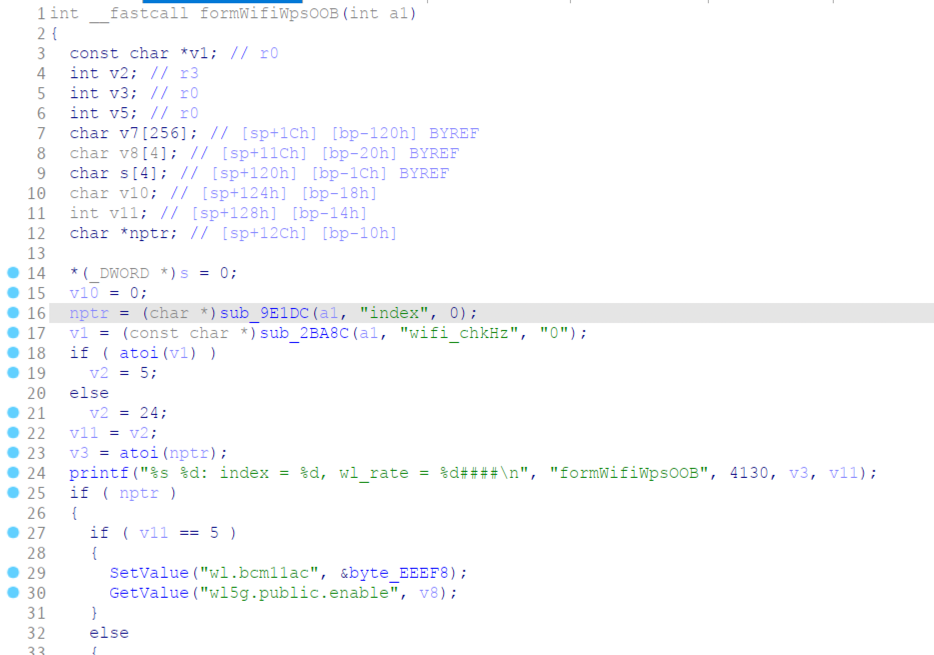 1 int __fastcall formWifiWpsOOB(int a1)
2 {
3 const char *v1; // r0
4 int v2; // r3
5 int v3; // r0
6 int v5; // r0
7 char v7[256]; // [sp+1Ch] [bp-120h] BYREF
8 char v8[4]; // [sp+11Ch] [bp-20h] BYREF
9 char s[4]; // [sp+120h] [bp-1Ch] BYREF
10 char v10; // [sp+124h] [bp-18h]
11 int v11; // [sp+128h] [bp-14h]
12 char *nptr; // [sp+12Ch] [bp-10h]
13
14 *(_DWORD *)s = 0;
15 v10 = 0;
16 nptr = (char *)sub_9E1DC(a1, "index", 0);
17 v1 = (const char *)sub_2BA8C(a1, "wifi_chkHz", "0");
18 if ( atoi(v1) )
19 v2 = 5;
20 else
21 v2 = 24;
22 v11 = v2;
23 v3 = atoi(nptr);
24 printf("%s %d: index = %d, wl_rate = %d####\n", "formWifiWpsOOB", 4130, v3, v11);
25 if ( nptr )
26 {
27 if ( v11 == 5 )
28 {
29 SetValue("wl.bcm11ac", &byte_EEEF8);
30 GetValue("wl5g.public.enable", v8);
31 }
32 else
33 {